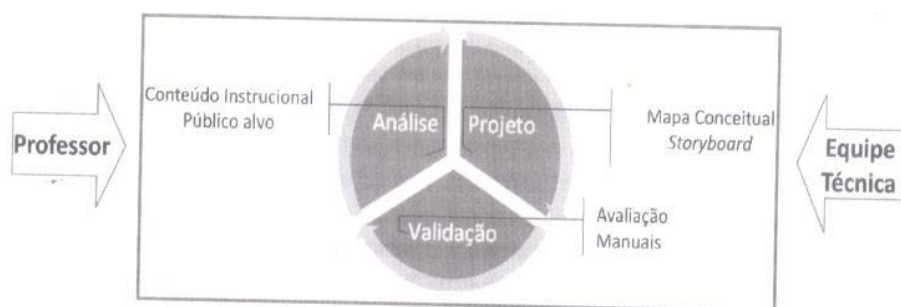 Professor
Conteúdo Instrucional
Público alvo
Análise
Projeto
Mapa Conceitual
Storyboard
Validação
Avaliação
Manuais
Equipe
Técnica